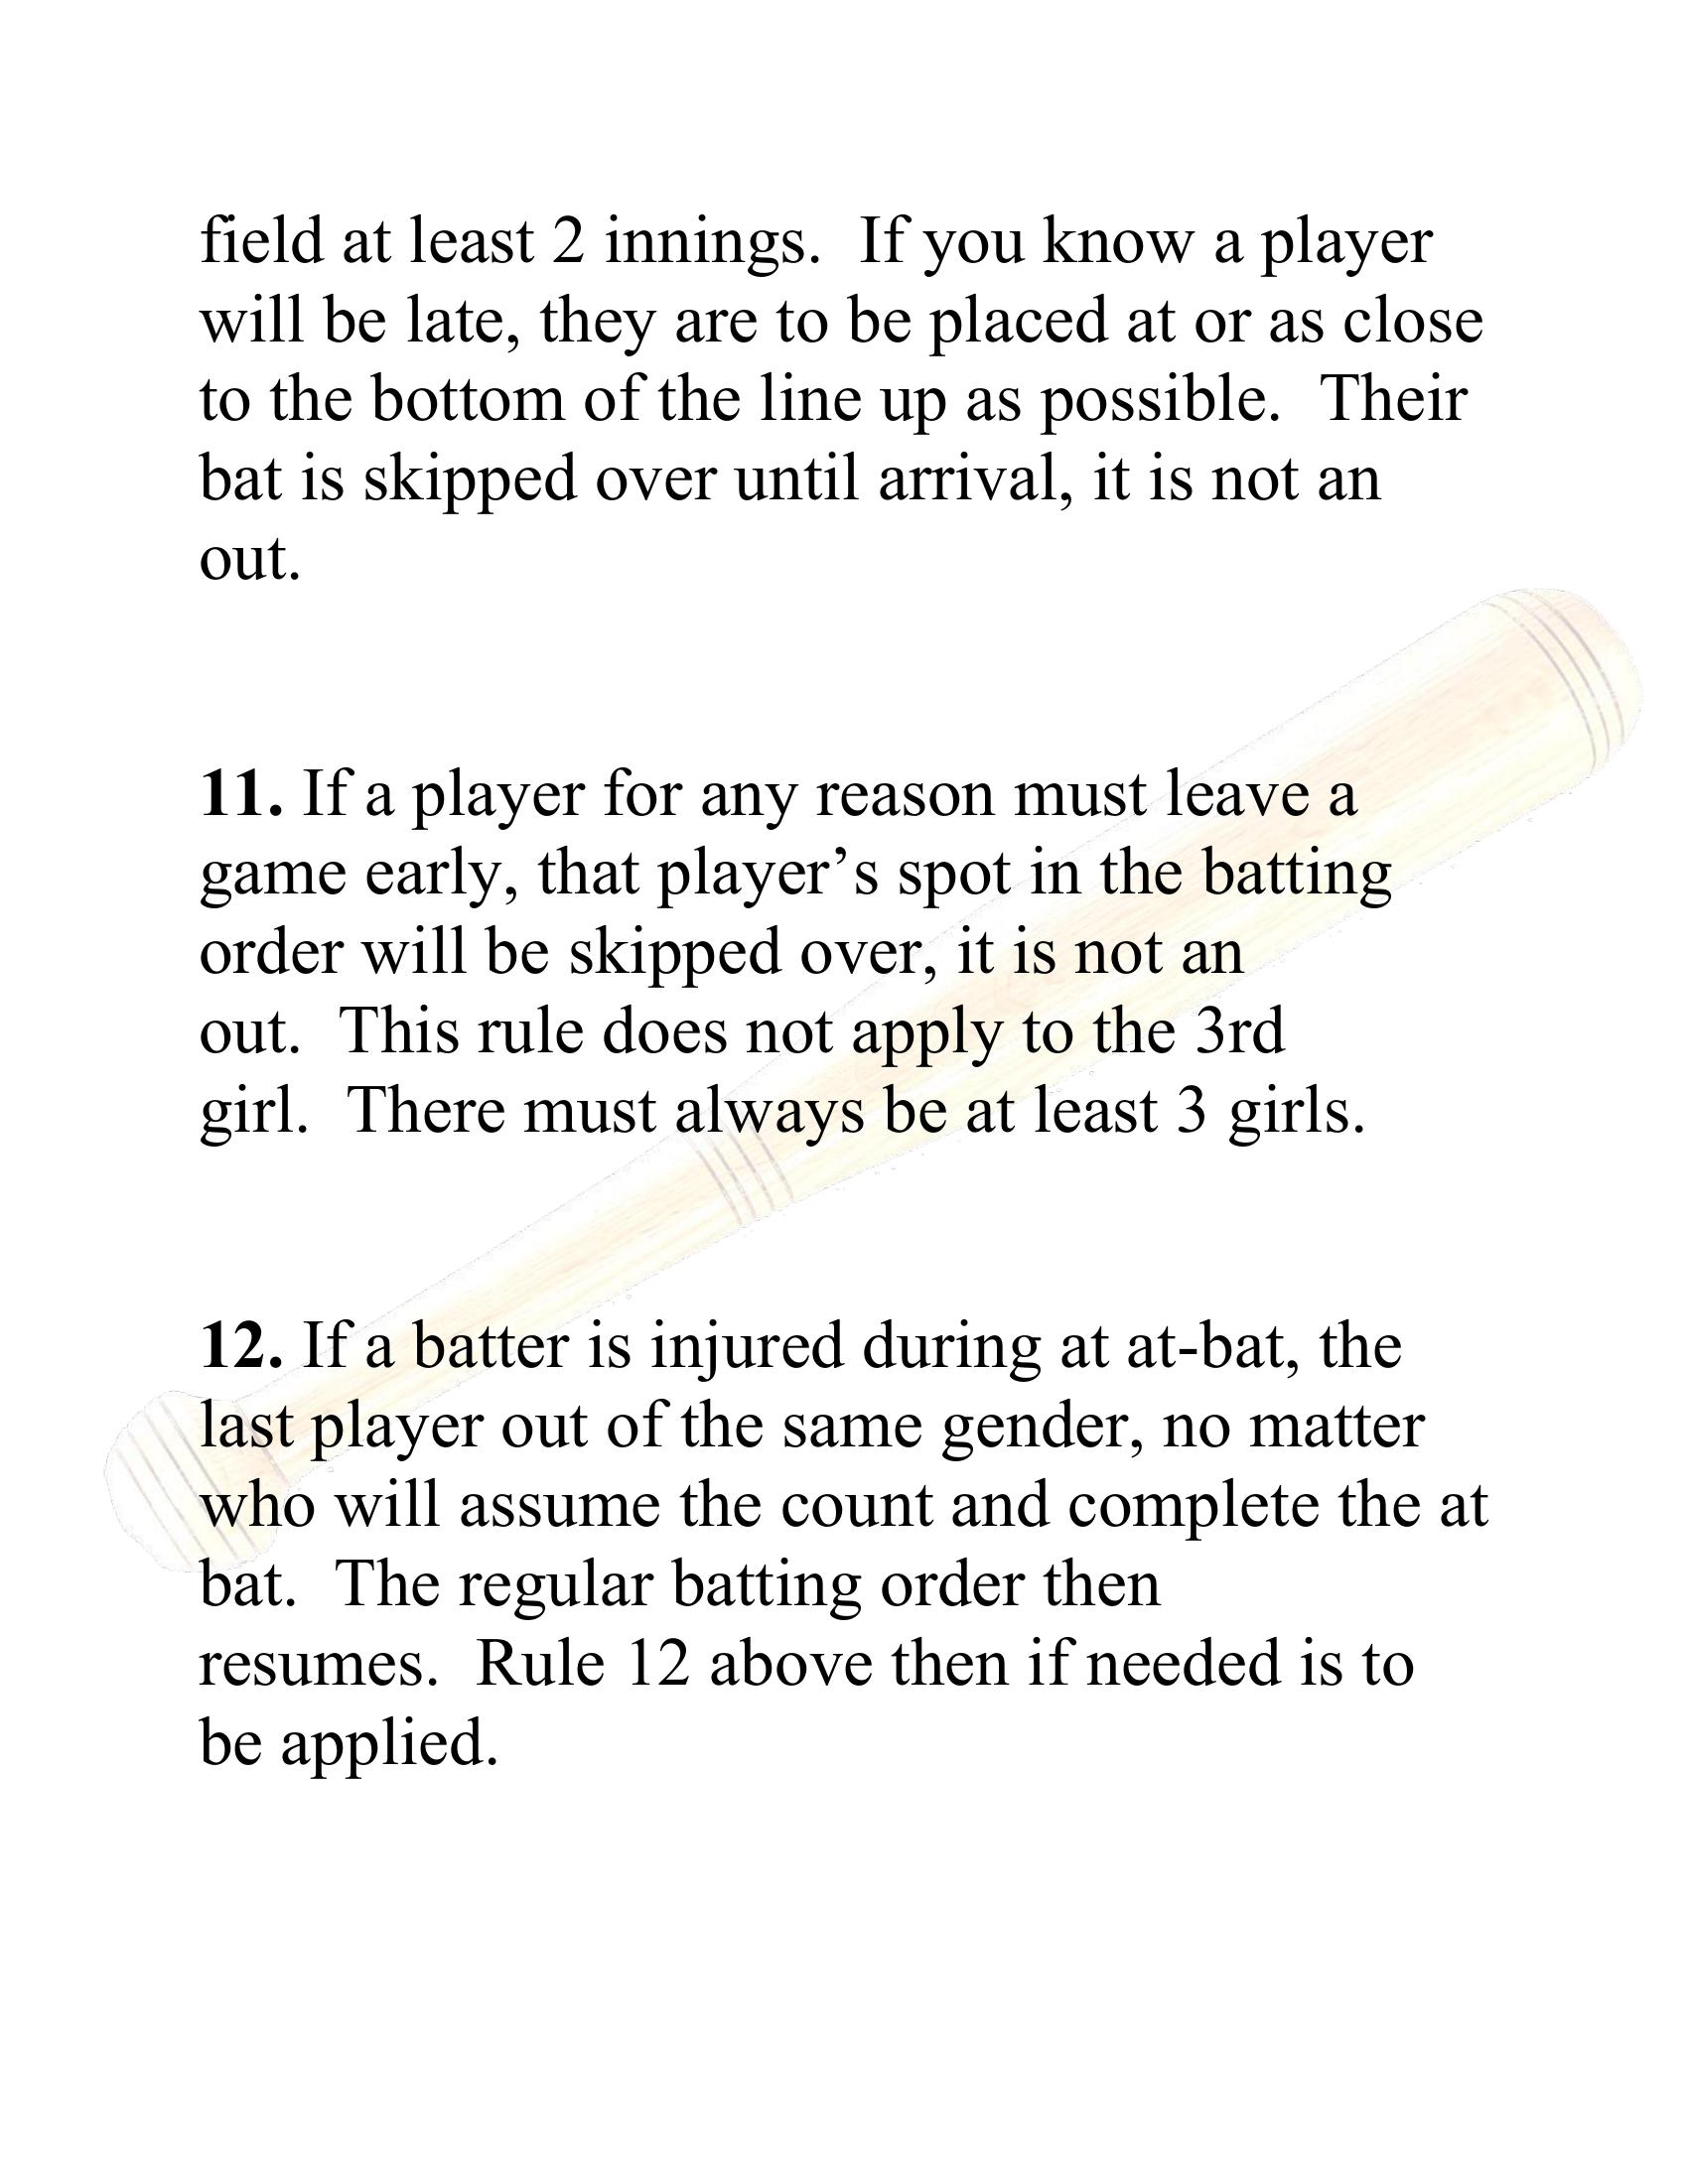 field at least 2 innings.  If you know a player
will be late, they are to be placed at or as close
to the bottom of the line up as possible.  Their
bat is skipped over until arrival, it is not an
out.
11. If a player for any reason must leave a
game early, that player’s spot in the batting
order will be skipped over, it is not an
out.  This rule does not apply to the 3rd
girl.  There must always be at least 3 girls.
12. If a batter is injured during at at-bat, the
last player out of the same gender, no matter
who will assume the count and complete the at
bat.  The regular batting order then
resumes.  Rule 12 above then if needed is to
be applied.